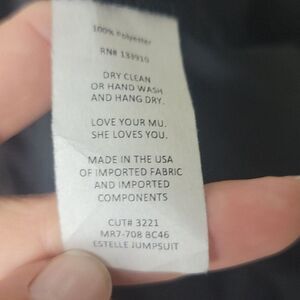 100% Polyester
RN# 133910
DRY CLEAN
OR HAND WASH
AND HANG DRY.
LOVE YOUR MU.
SHE LOVES YOU.
MADE IN THE USA
OF IMPORTED FABRIC
AND IMPORTED
COMPONENTS
CUT# 3221
MR7-708 BC46
ESTELLE JUMPSUIT